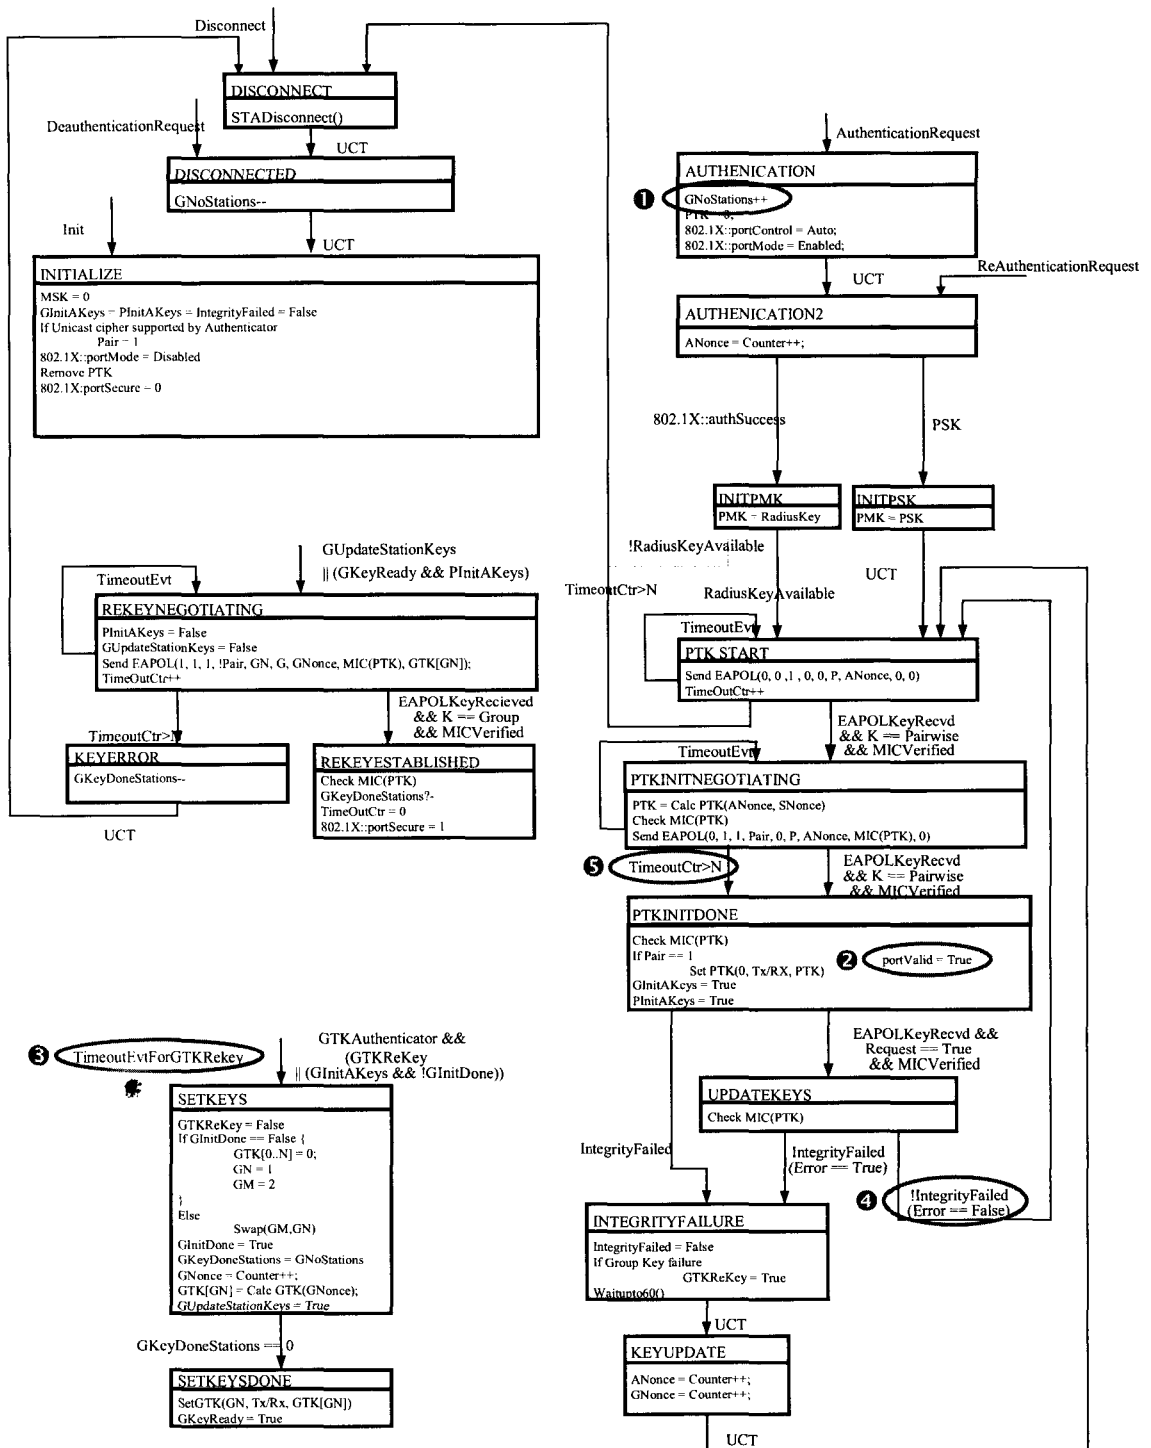 Disconnect
DISCONNECT
STADisconnect()
DeauthenticationRequest
UCT
DISCONNECTED
GNoStations--
Init
UCT
INITIALIZE
MSK = 0
GInitAKeys = PInitAKeys = IntegrityFailed = False
If Unicast cipher supported by Authenticator
Pair = 1
802.1X::portMode = Disabled
Remove PTK
802.1X:portSecure = 0
AuthenticationRequest
AUTHENICATION
❶
GNoStations++
PTK = 0;
802.1X::portControl = Auto;
802.1X::portMode = Enabled;
UCT
ReAuthenticationRequest
AUTHENICATION2
ANonce = Counter++;
802.1X::authSuccess
PSK
INITPMK
PMK = RadiusKey
INITPSK
PMK = PSK
!RadiusKeyAvailable
TimeoutCtr>N
RadiusKeyAvailable
UCT
TimeoutEvt
PTK START
Send EAPOL(0, 0 ,1 , 0, 0, P, ANonce, 0, 0)
TimeOutCtr++
EAPOLKeyRecvd
&& K == Pairwise
&& MICVerified
TimeoutEvt
PTKINITNEGOTIATING
PTK = Calc PTK(ANonce, SNonce)
Check MIC(PTK)
Send EAPOL(0, 1, 1, Pair, 0, P, ANonce, MIC(PTK), 0)
❺
TimeoutCtr>N
EAPOLKeyRecvd
&& K == Pairwise
&& MICVerified
PTKINITDONE
Check MIC(PTK)
If Pair == 1
Set PTK(0, Tx/RX, PTK)
❷
portValid = True
GInitAKeys = True
PInitAKeys = True
EAPOLKeyRecvd &&
Request == True
&& MICVerified
UPDATEKEYS
Check MIC(PTK)
IntegrityFailed
IntegrityFailed
(Error == True)
❹
!IntegrityFailed
(Error == False)
INTEGRITYFAILURE
IntegrityFailed = False
If Group Key failure
GTKReKey = True
Waitupto60()
UCT
KEYUPDATE
ANonce = Counter++;
GNonce = Counter++;
UCT
GUpdateStationKeys
|| (GKeyReady && PInitAKeys)
TimeoutEvt
REKEYNEGOTIATING
PInitAKeys = False
GUpdateStationKeys = False
Send EAPOL(1, 1, 1, !Pair, GN, G, GNonce, MIC(PTK), GTK[GN]);
TimeOutCtr++
TimeoutCtr>N
EAPOLKeyRecieved
&& K == Group
&& MICVerified
KEYERROR
GKeyDoneStations--
UCT
REKEYESTABLISHED
Check MIC(PTK)
GKeyDoneStations?-
TimeOutCtr = 0
802.1X::portSecure = 1
❸
TimeoutEvtForGTKRekey
GTKAuthenticator &&
(GTKReKey
|| (GInitAKeys && !GInitDone))
SETKEYS
GTKReKey = False
If GInitDone == False {
GTK[0..N] = 0;
GN = 1
GM = 2
}
Else
Swap(GM,GN)
GInitDone = True
GKeyDoneStations = GNoStations
GNonce = Counter++;
GTK[GN] = Calc GTK(GNonce);
GUpdateStationKeys = True
GKeyDoneStations == 0
SETKEYSDONE
SetGTK(GN, Tx/Rx, GTK[GN])
GKeyReady = True